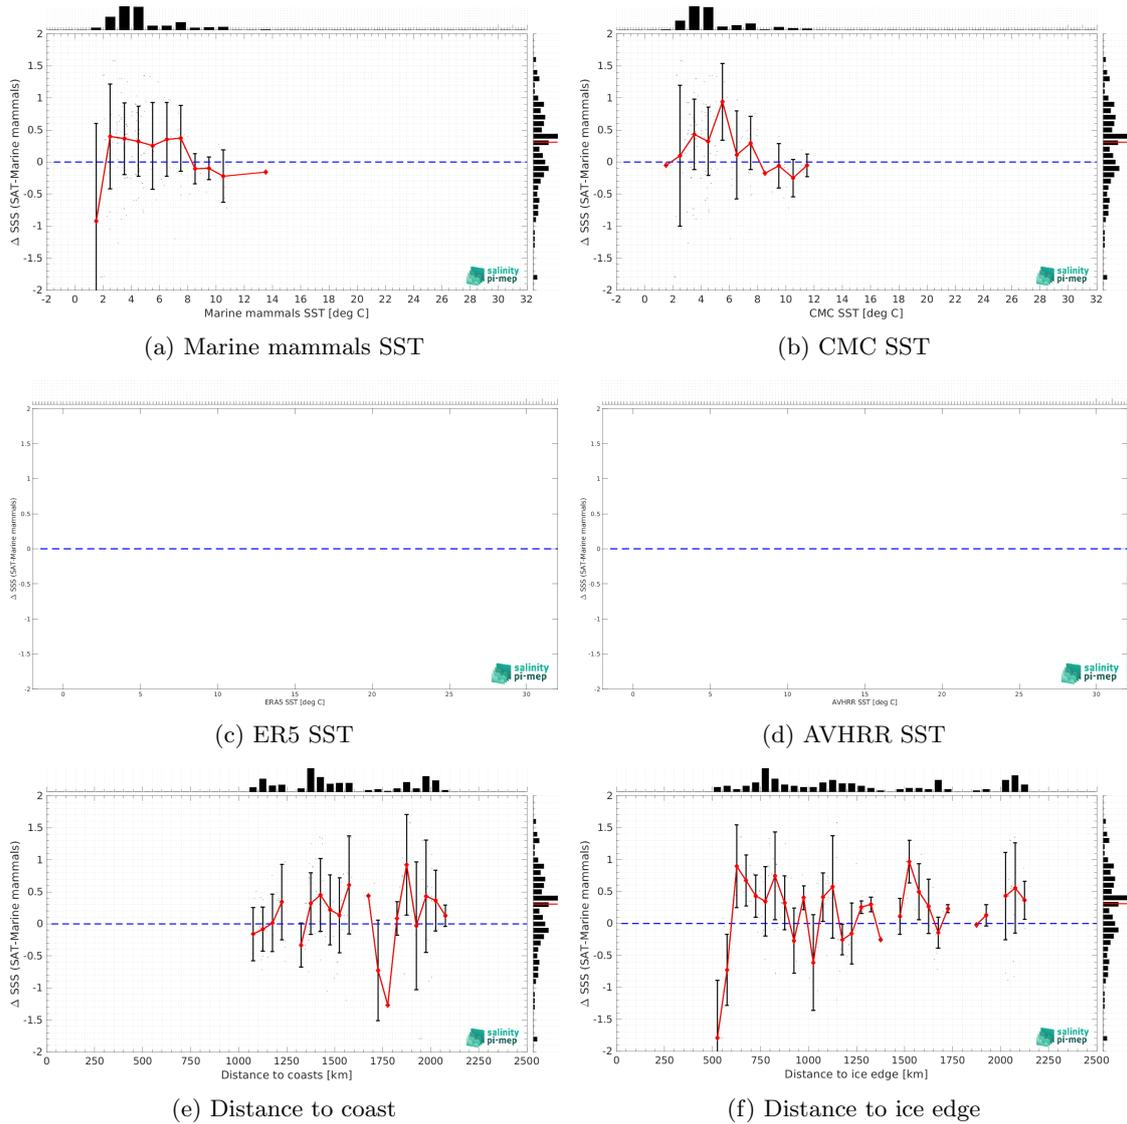 2
1.5
1
0.5
0
-0.5
-1
-1.5
-2
Δ SSS (SAT-Marine mammals)
salinity
pi-mep
-2 0 2 4 6 8 10 12 14 16 18 20 22 24 26 28 30 32
Marine mammals SST [deg C]
(a) Marine mammals SST
2
1.5
1
0.5
0
-0.5
-1
-1.5
-2
Δ SSS (SAT-Marine mammals)
salinity
pi-mep
-2 0 2 4 6 8 10 12 14 16 18 20 22 24 26 28 30 32
CMC SST [deg C]
(b) CMC SST
2
1.5
1
0.5
0
-0.5
-1
-1.5
-2
Δ SSS (SAT-Marine mammals)
salinity
pi-mep
0 5 10 15 20 25 30
ERA5 SST [deg C]
(c) ER5 SST
2
1.5
1
0.5
0
-0.5
-1
-1.5
-2
Δ SSS (SAT-Marine mammals)
salinity
pi-mep
0 5 10 15 20 25 30
AVHRR SST [deg C]
(d) AVHRR SST
2
1.5
1
0.5
0
-0.5
-1
-1.5
-2
Δ SSS (SAT-Marine mammals)
salinity
pi-mep
0 250 500 750 1000 1250 1500 1750 2000 2250 2500
Distance to coasts [km]
(e) Distance to coast
2
1.5
1
0.5
0
-0.5
-1
-1.5
-2
Δ SSS (SAT-Marine mammals)
salinity
pi-mep
0 250 500 750 1000 1250 1500 1750 2000 2250 2500
Distance to ice edge [km]
(f) Distance to ice edge